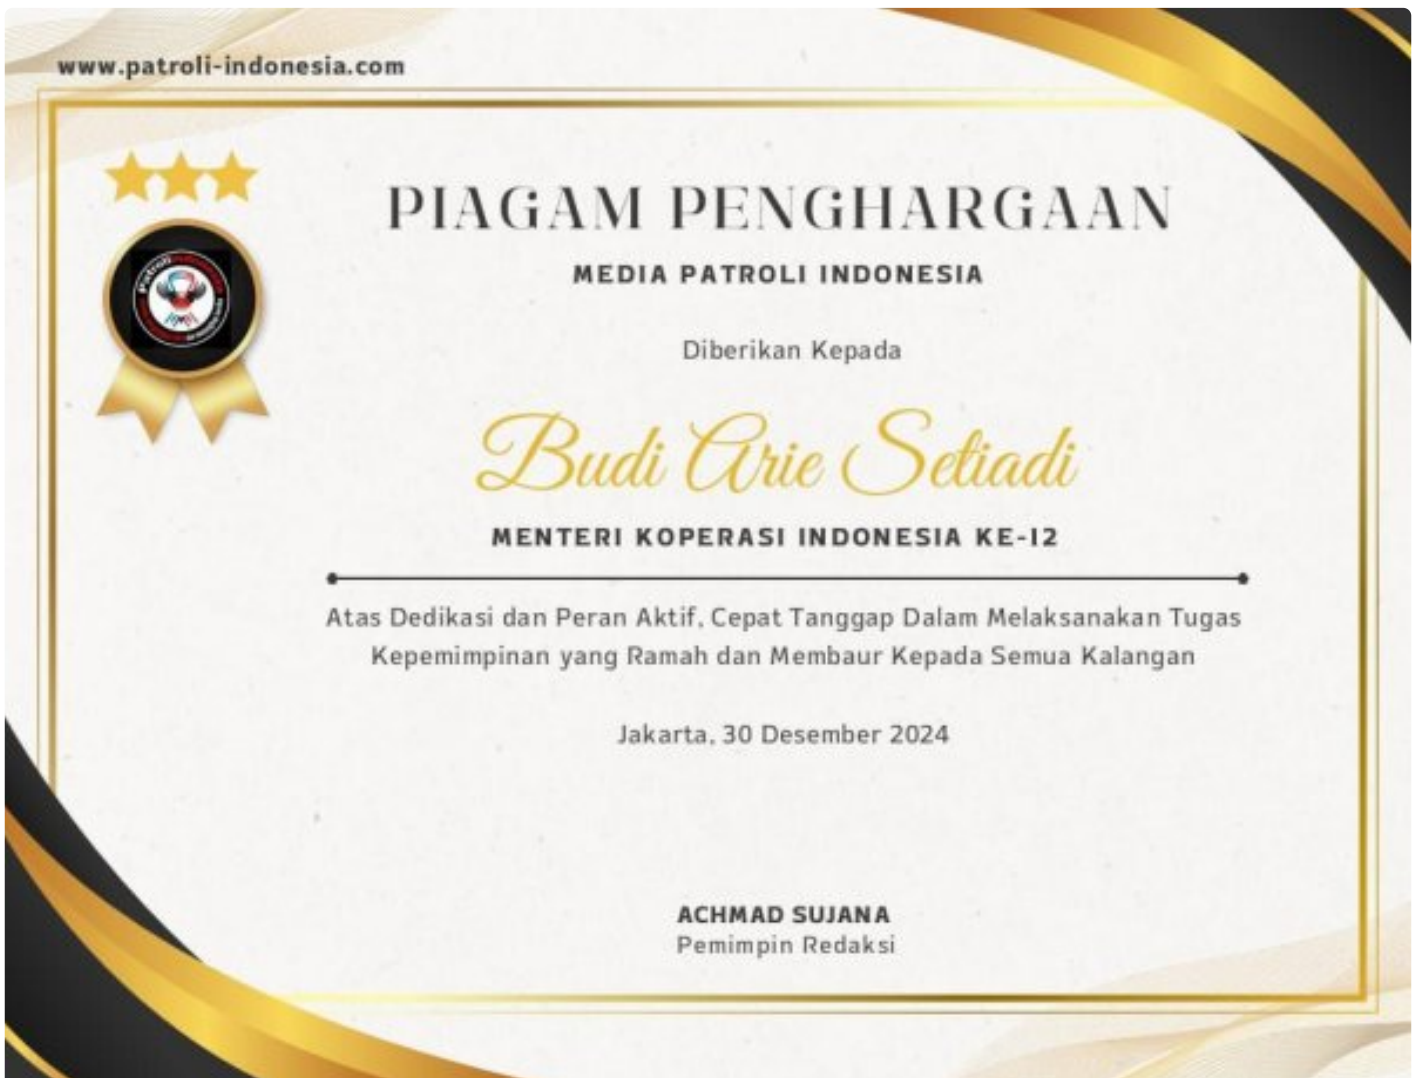 www.patroli-indonesia.com
PIAGAM PENGHARGAAN
MEDIA PATROLI INDONESIA
Diberikan Kepada
Budi Arie Setiadi
MENTERI KOPERASI INDONESIA KE-12
Atas Dedikasi dan Peran Aktif, Cepat Tanggap Dalam Melaksanakan Tugas
Kepemimpinan yang Ramah dan Membaur Kepada Semua Kalangan
Jakarta, 30 Desember 2024
ACHMAD SUJANA
Pemimpin Redaksi